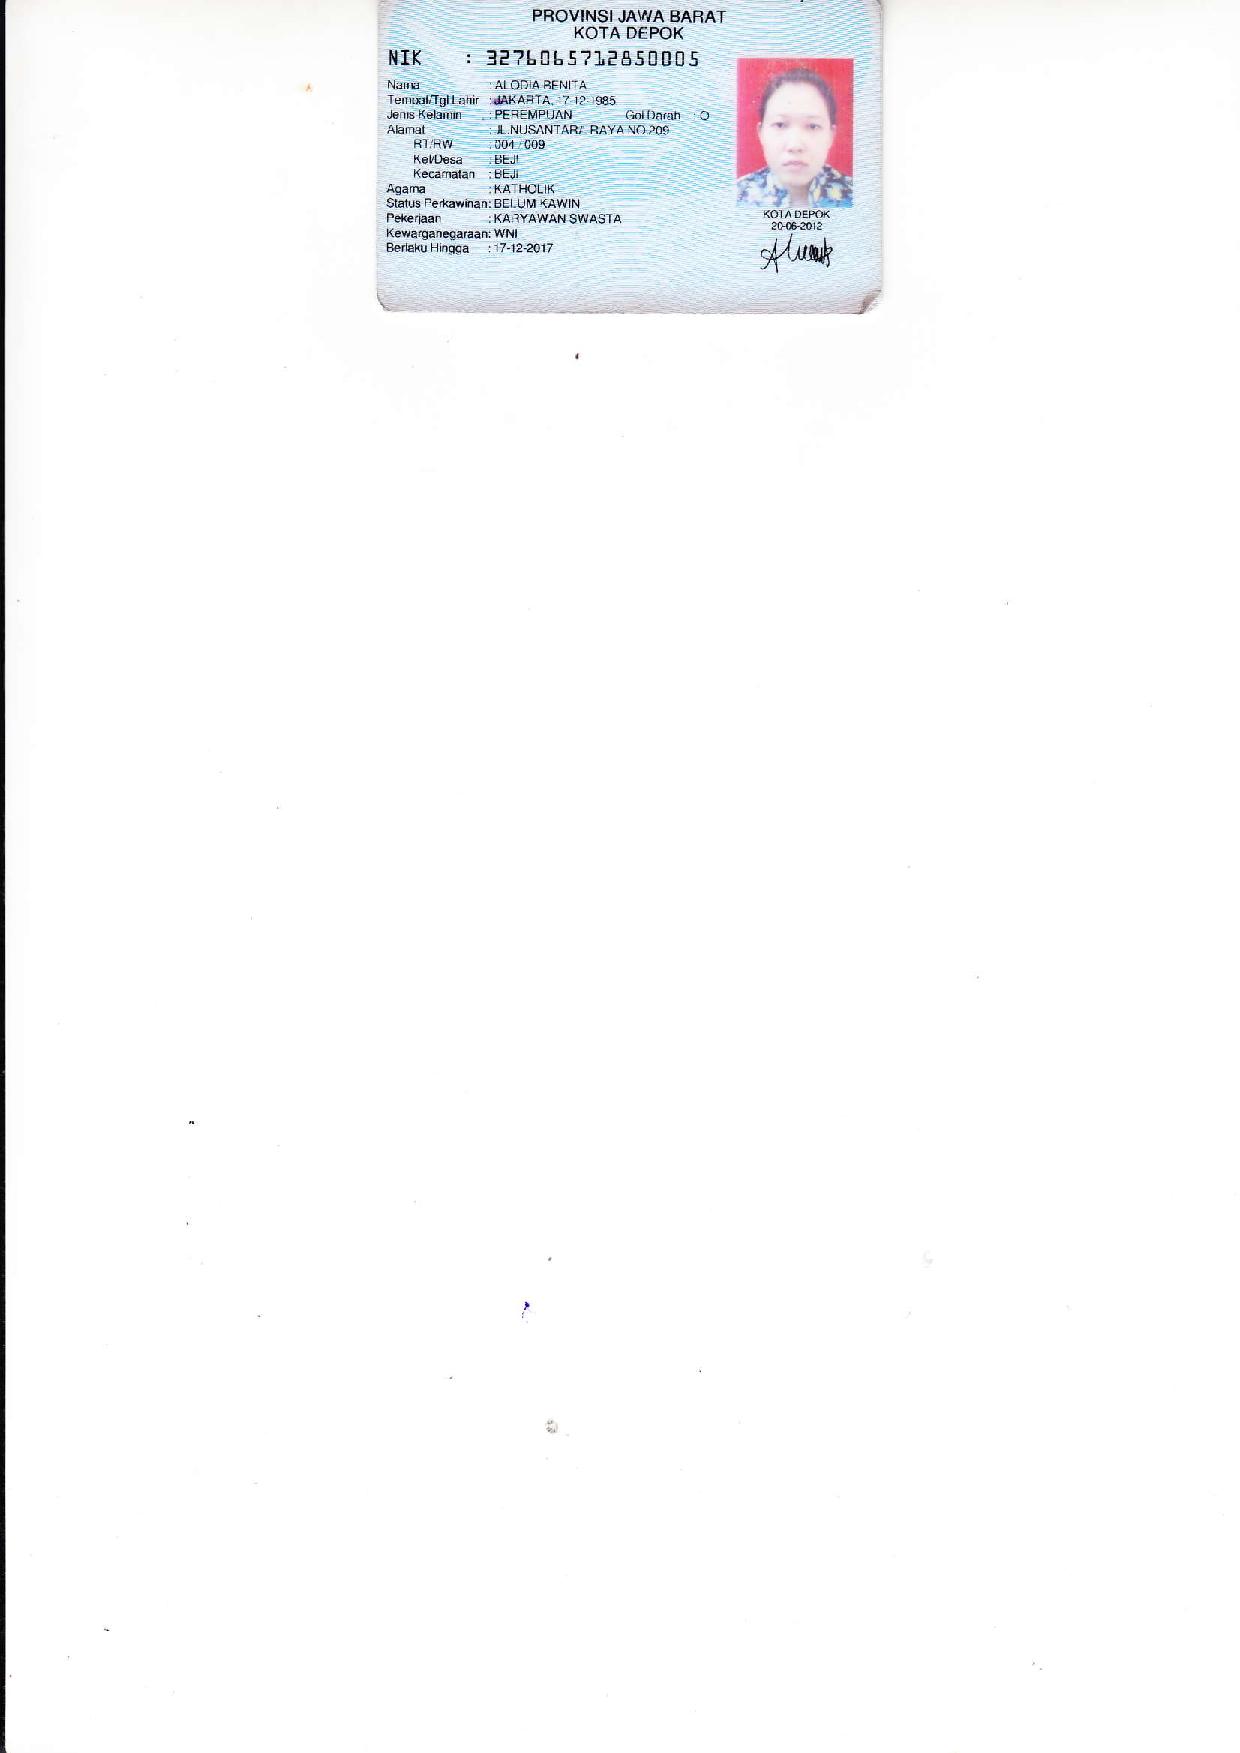 PROVINSI JAWA BARAT
KOTA DEPOK
NIK : 3276065712850005
Nama : ALODIA BENITA
Tempat/Tgl Lahir : JAKARTA, 17-12-1985
Jenis Kelamin : PEREMPUAN Gol Darah : O
Alamat : JL.NUSANTARA RAYA NO 209
RT/RW : 004 / 009
Kel/Desa : BEJI
Kecamatan : BEJI
Agama : KATHOLIK
Status Perkawinan: BELUM KAWIN
Pekerjaan : KARYAWAN SWASTA
Kewarganegaraan: WNI
Berlaku Hingga : 17-12-2017
KOTA DEPOK
20-06-2012